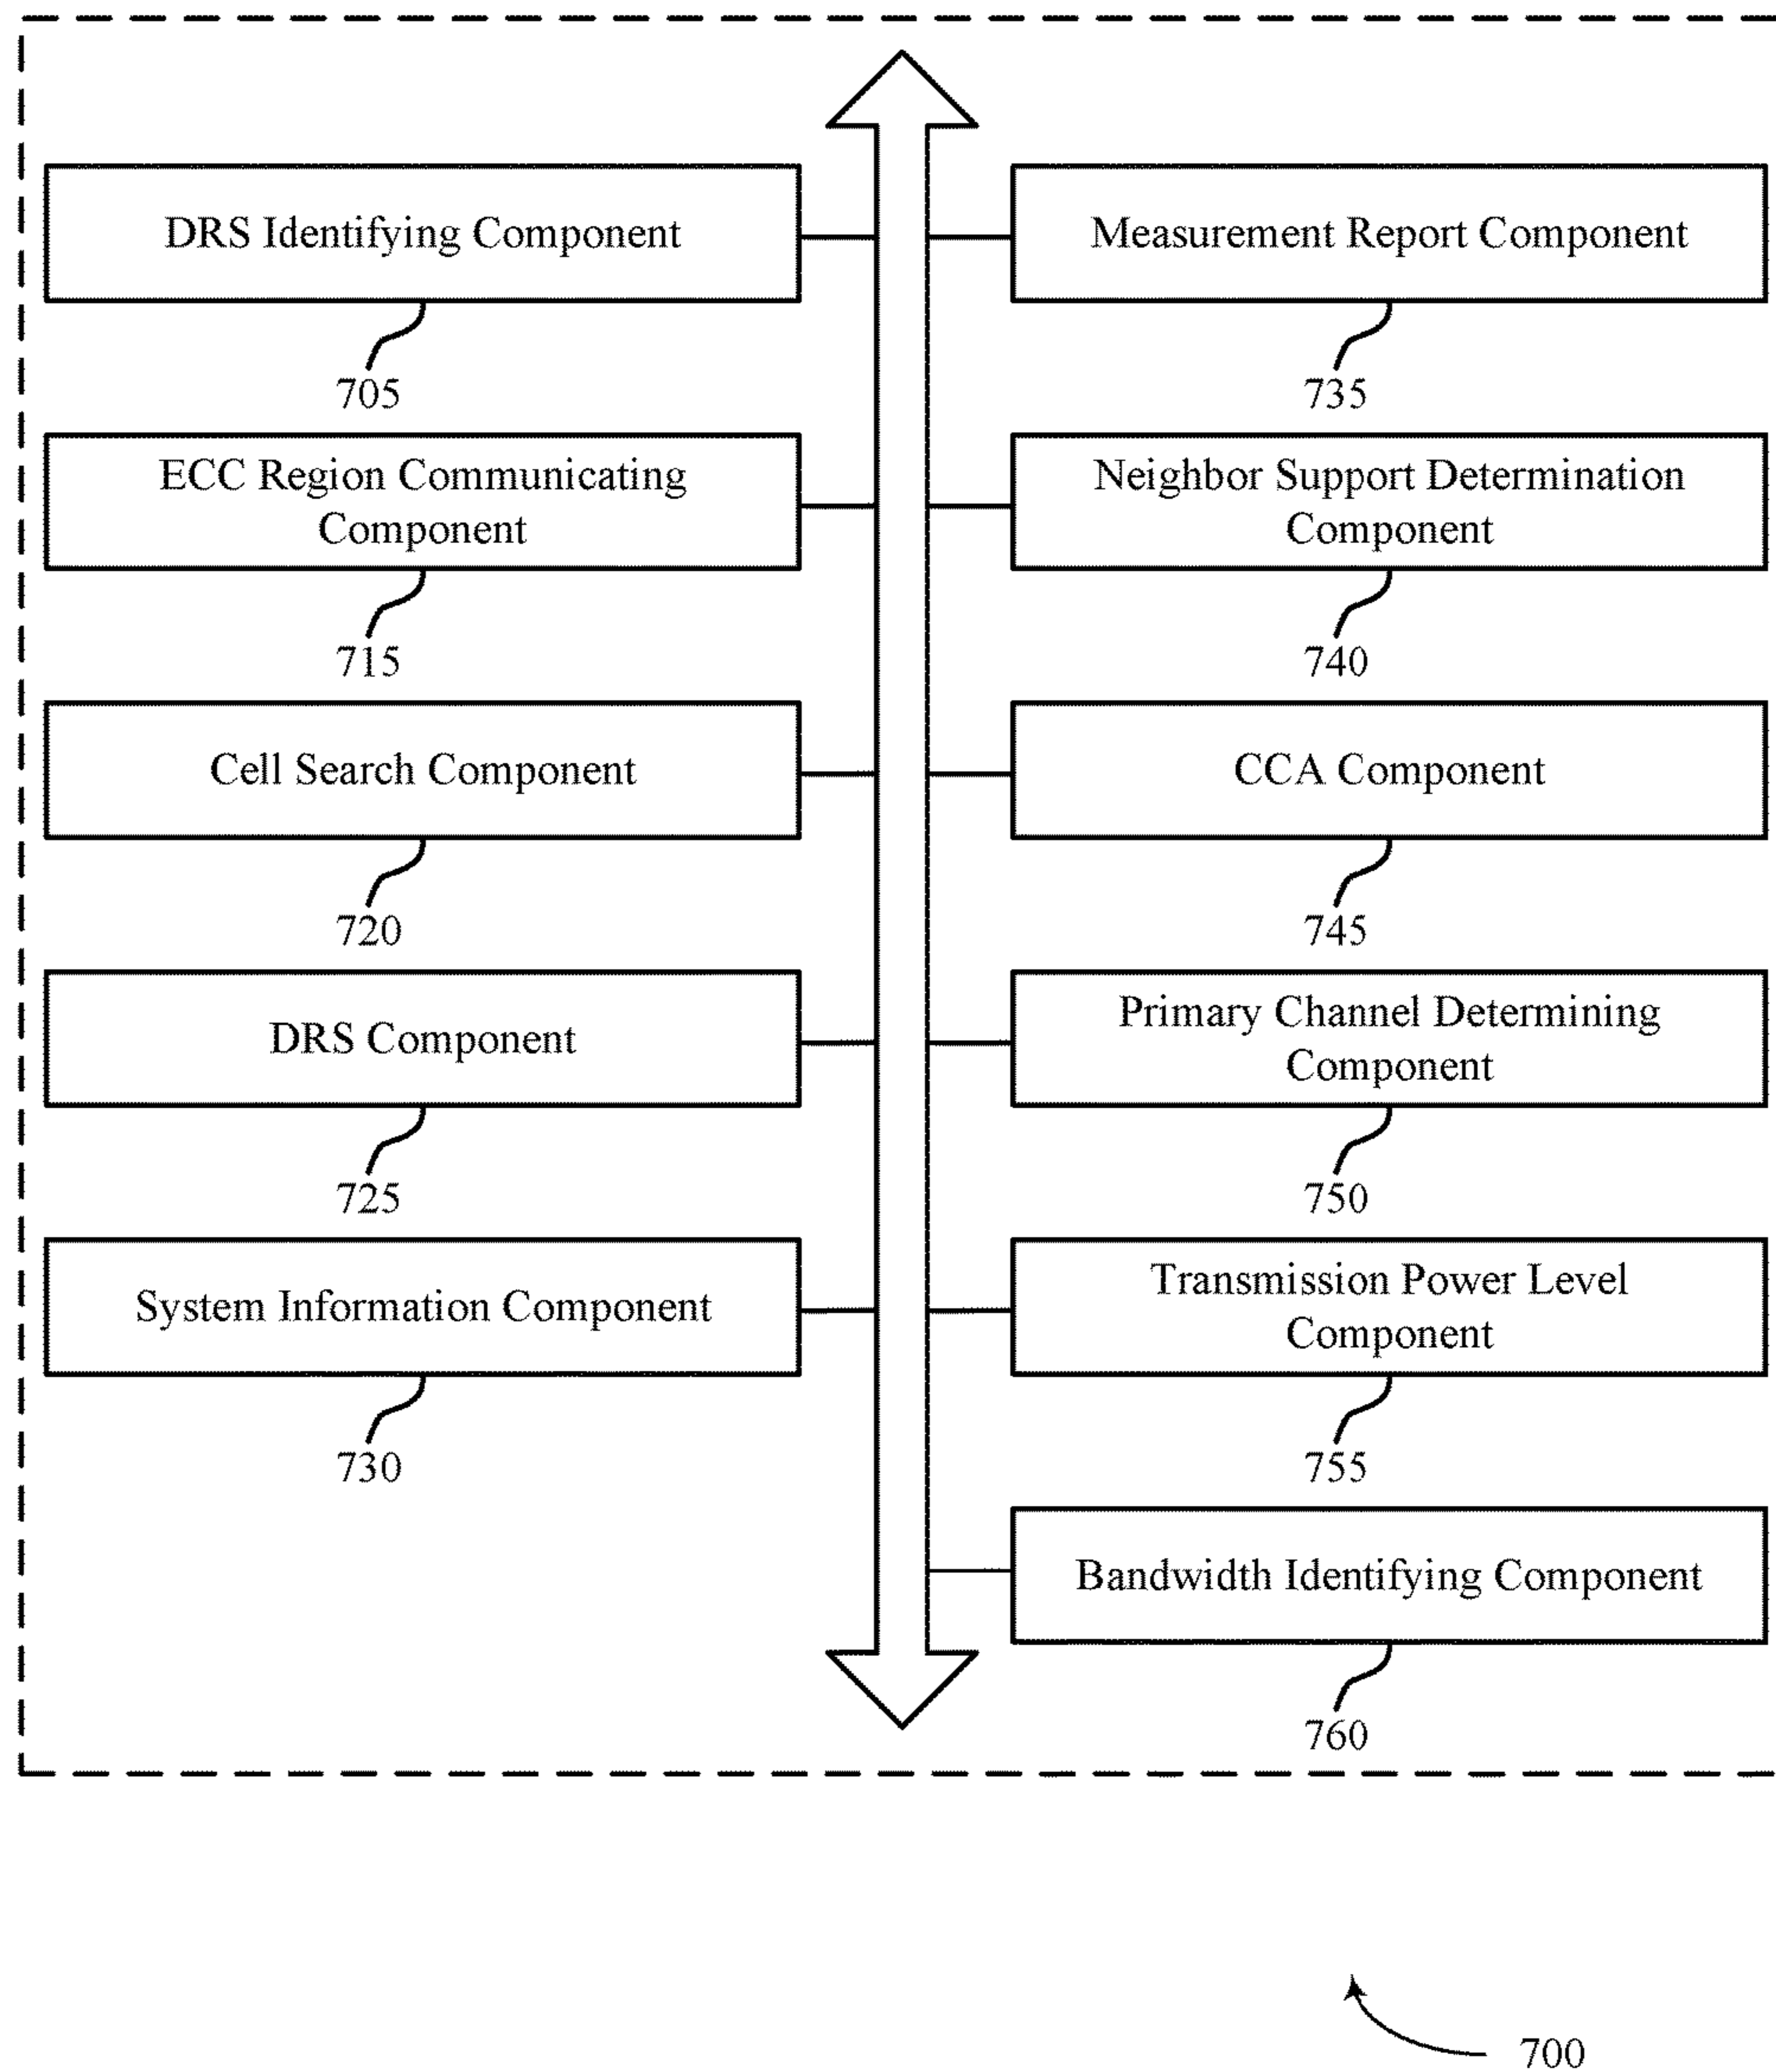 DRS Identifying Component
705
ECC Region Communicating
Component
715
Cell Search Component
720
DRS Component
725
System Information Component
730
Measurement Report Component
735
Neighbor Support Determination
Component
740
CCA Component
745
Primary Channel Determining
Component
750
Transmission Power Level
Component
755
Bandwidth Identifying Component
760
700